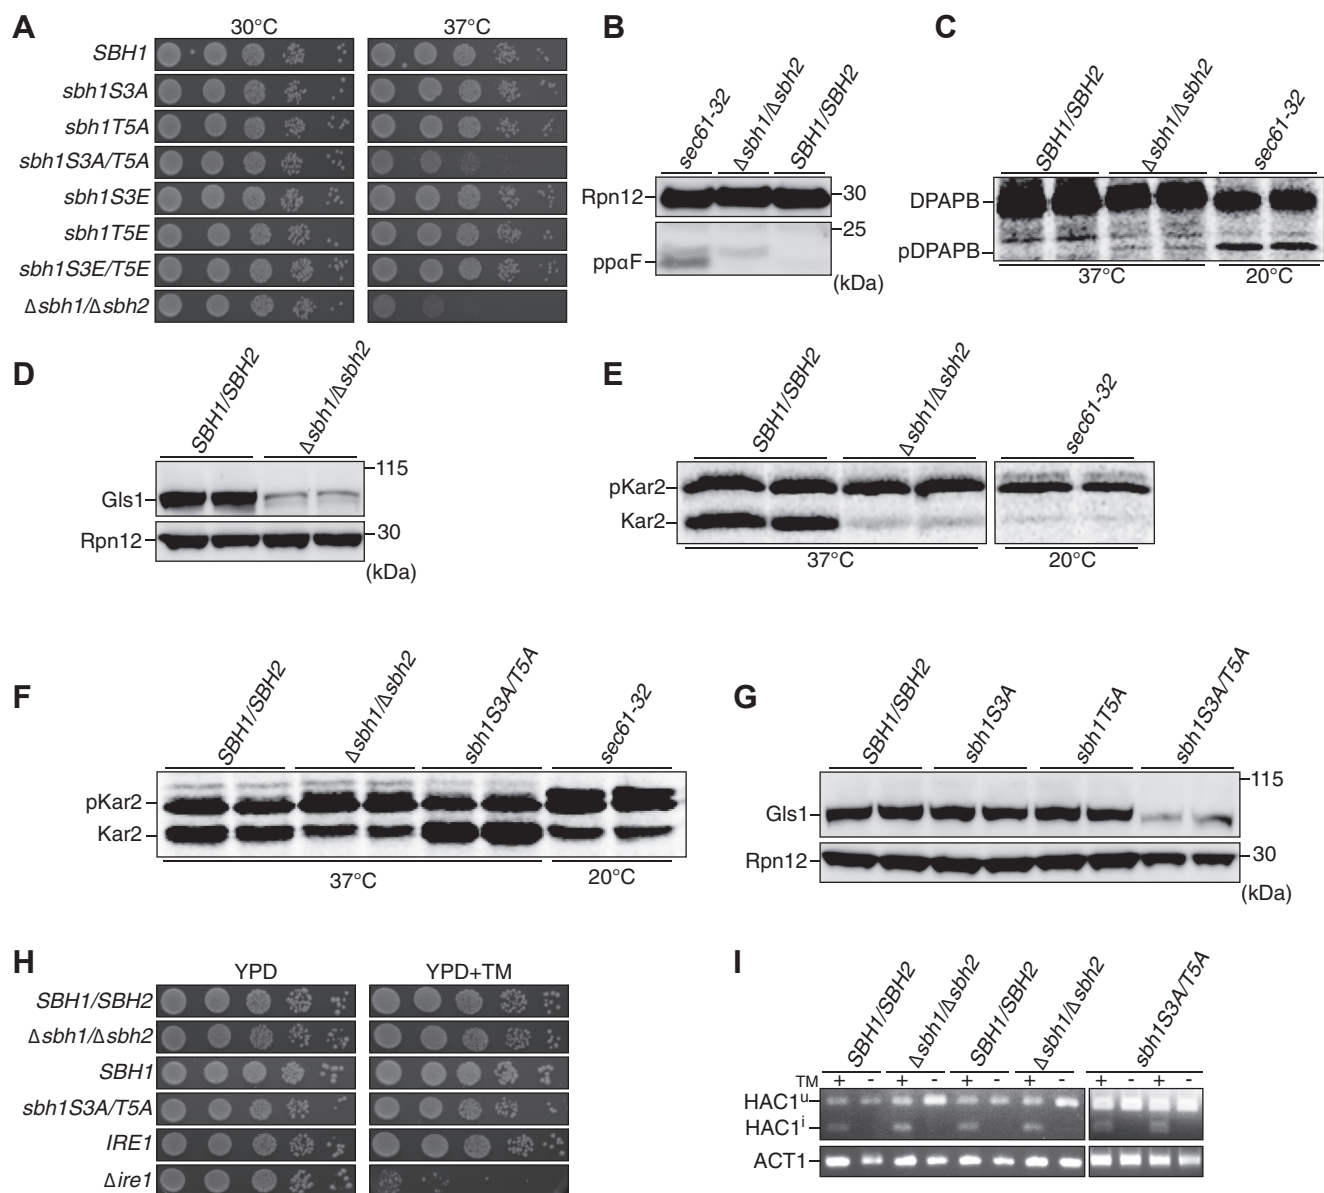 A
30°C 37°C
SBH1
sbh1S3A
sbh1T5A
sbh1S3A/T5A
sbh1S3E
sbh1T5E
sbh1S3E/T5E
Δsbh1/Δsbh2
B
sec61-32 Δsbh1/Δsbh2 SBH1/SBH2
Rpn12 30
25
ppαF
(kDa)
C
SBH1/SBH2 Δsbh1/Δsbh2 sec61-32
DPAPB
pDPAPB
37°C 20°C
D
SBH1/SBH2 Δsbh1/Δsbh2
115
Gls1
Rpn12 30
(kDa)
E
SBH1/SBH2 Δsbh1/Δsbh2 sec61-32
pKar2
Kar2
37°C 20°C
F
SBH1/SBH2 Δsbh1/Δsbh2 sbh1S3A/T5A sec61-32
pKar2
Kar2
37°C 20°C
G
SBH1/SBH2 sbh1S3A sbh1T5A sbh1S3A/T5A
115
Gls1
Rpn12 30
(kDa)
H
YPD YPD+TM
SBH1/SBH2
Δsbh1/Δsbh2
SBH1
sbh1S3A/T5A
IRE1
Δire1
I
SBH1/SBH2 Δsbh1/Δsbh2 SBH1/SBH2 Δsbh1/Δsbh2 sbh1S3A/T5A
TM + - + - + - + - + - + -
HAC1ᵘ
HAC1ⁱ
ACT1